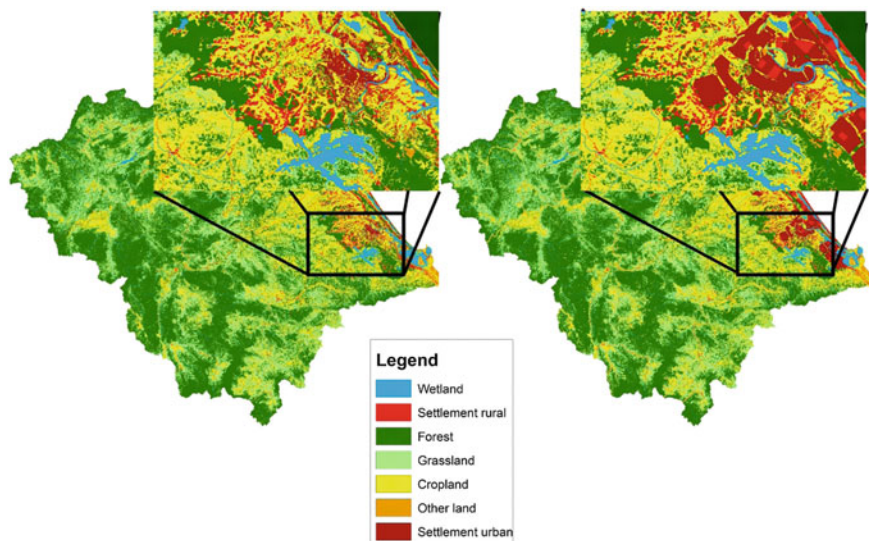 Legend
Wetland
Settlement rural
Forest
Grassland
Cropland
Other land
Settlement urban